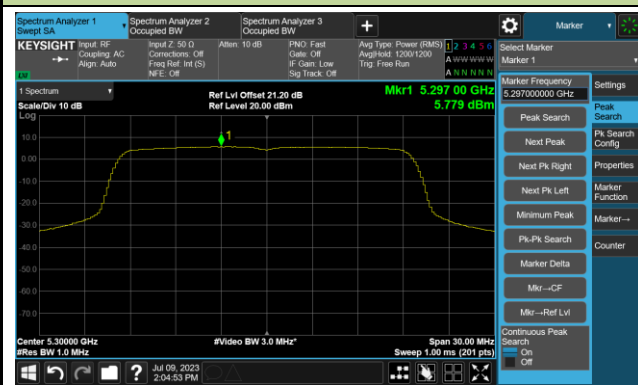 Spectrum Analyzer 1
Swept SA
Spectrum Analyzer 2
Occupied BW
Spectrum Analyzer 3
Occupied BW
+
Marker
KEYSIGHT
Input: RF
Coupling: AC
Align: Auto
Input Z: 50 Ω
Corrections: Off
Freq Ref: Int (S)
NFE: Off
Atten: 10 dB
PNO: Fast
Gate: Off
IF Gain: Low
Sig Track: Off
Avg Type: Power (RMS)
Avg|Hold: 1200/1200
Trig: Free Run
1 2 3 4 5 6
A W W W W W
A N N N N N
LXI
Select Marker
Marker 1
1 Spectrum
Scale/Div 10 dB
Log
Ref Lvl Offset 21.20 dB
Ref Level 20.00 dBm
Mkr1 5.297 00 GHz
5.779 dBm
1
10.0
0.00
-10.0
-20.0
-30.0
-40.0
-50.0
-60.0
-70.0
Center 5.30000 GHz
#Res BW 1.0 MHz
#Video BW 3.0 MHz*
Span 30.00 MHz
Sweep 1.00 ms (201 pts)
Marker Frequency
5.297000000 GHz
Peak Search
Next Peak
Next Pk Right
Next Pk Left
Minimum Peak
Pk-Pk Search
Marker Delta
Mkr→CF
Mkr→Ref Lvl
Continuous Peak
Search
On
Off
Settings
Peak
Search
Pk Search
Config
Properties
Marker
Function
Marker→
Counter
?
Jul 09, 2023
2:04:53 PM